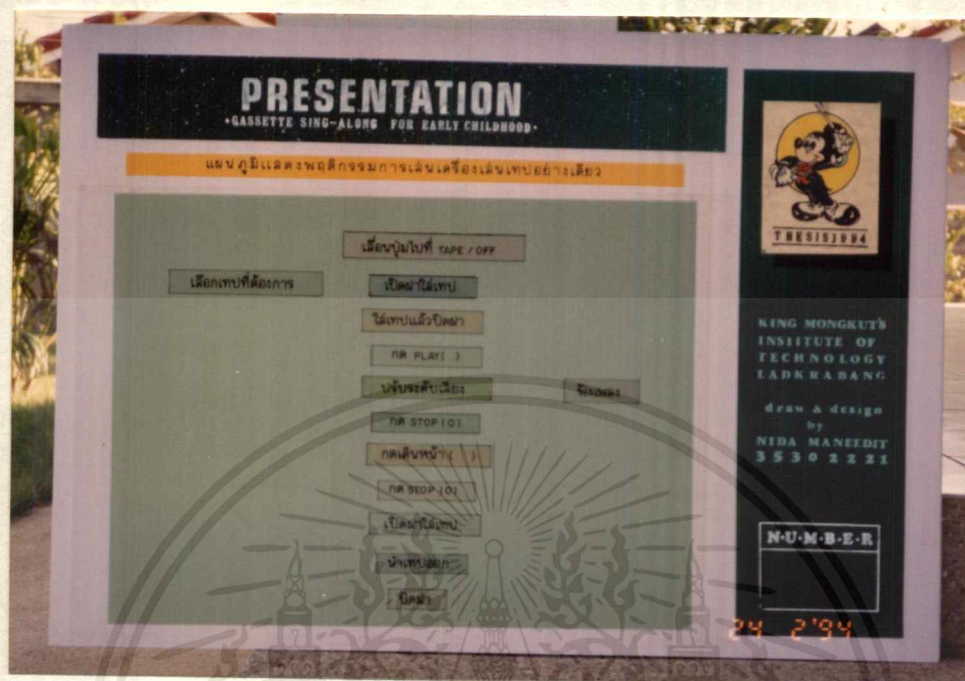 PRESENTATION
•CASSETTE SING-ALONG FOR EARLY CHILDHOOD•
แผนภูมิแสดงพฤติกรรมการเล่นเครื่องเล่นเทปอย่างเดียว
เลื่อนปุ่มไปที่ TAPE / OFF
เลือกเทปที่ต้องการ
เปิดฝาใส่เทป
ใส่เทปแล้วปิดฝา
กด PLAY( )
ปรับระดับเสียง
ฟังเพลง
กด STOP (O)
กดเดินหน้า ( )
กด STOP (O)
เปิดฝาใส่เทป
นำเทปออก
ปิดฝา
THESIS1994
KING MONGKUT'S
INSTITUTE OF
TECHNOLOGY
LADKRABANG
draw & design
by
NIDA MANEEDIT
35302221
N•U•M•B•E•R
24 2'94